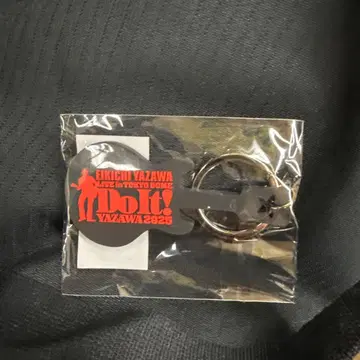 EIKICHI YAZAWA
LIVE in TOKYO DOME
Do It!
YAZAWA 2025